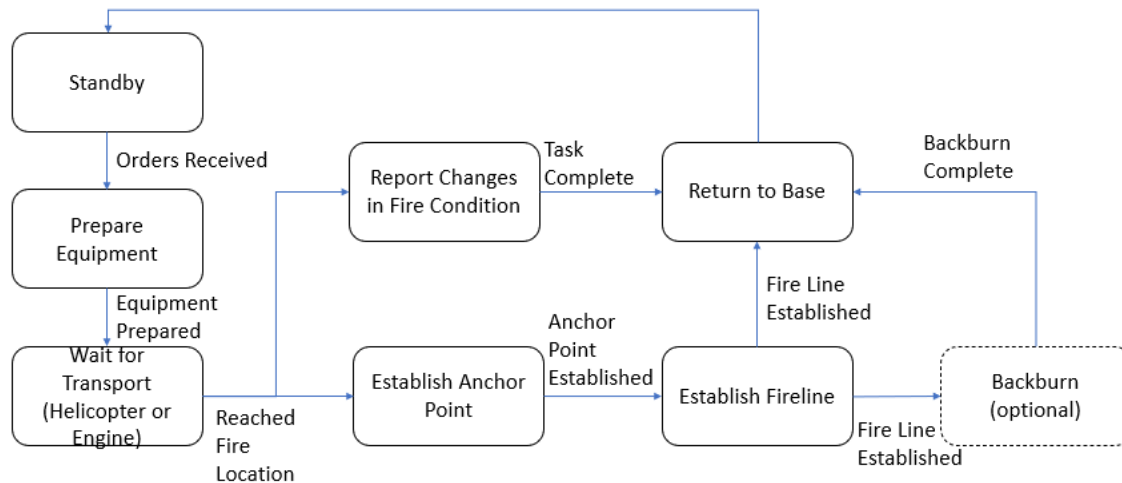 Standby
Orders Received
Prepare
Equipment
Equipment
Prepared
Wait for
Transport
(Helicopter or
Engine)
Reached
Fire
Location
Report Changes
in Fire Condition
Task
Complete
Return to Base
Backburn
Complete
Establish Anchor
Point
Anchor
Point
Established
Establish Fireline
Fire Line
Established
Fire Line
Established
Backburn
(optional)